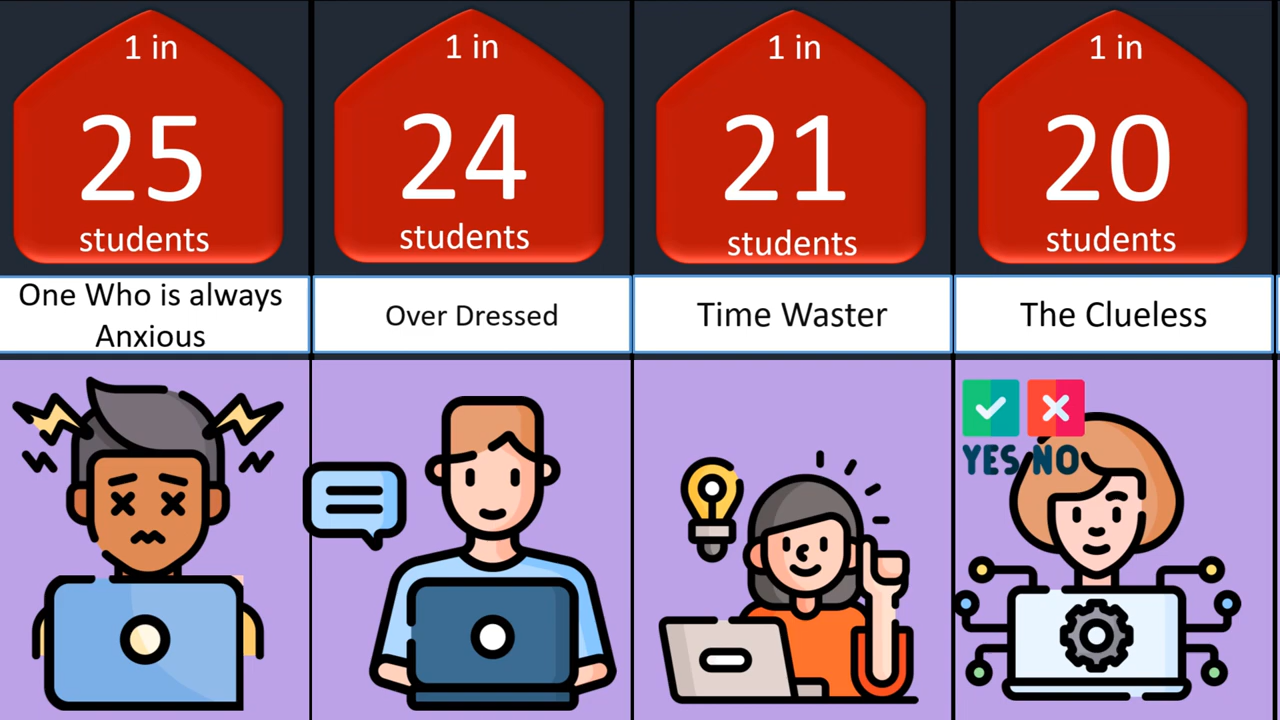 1 in
25
students
One Who is always
Anxious
1 in
24
students
Over Dressed
1 in
21
students
Time Waster
1 in
20
students
The Clueless
YES NO